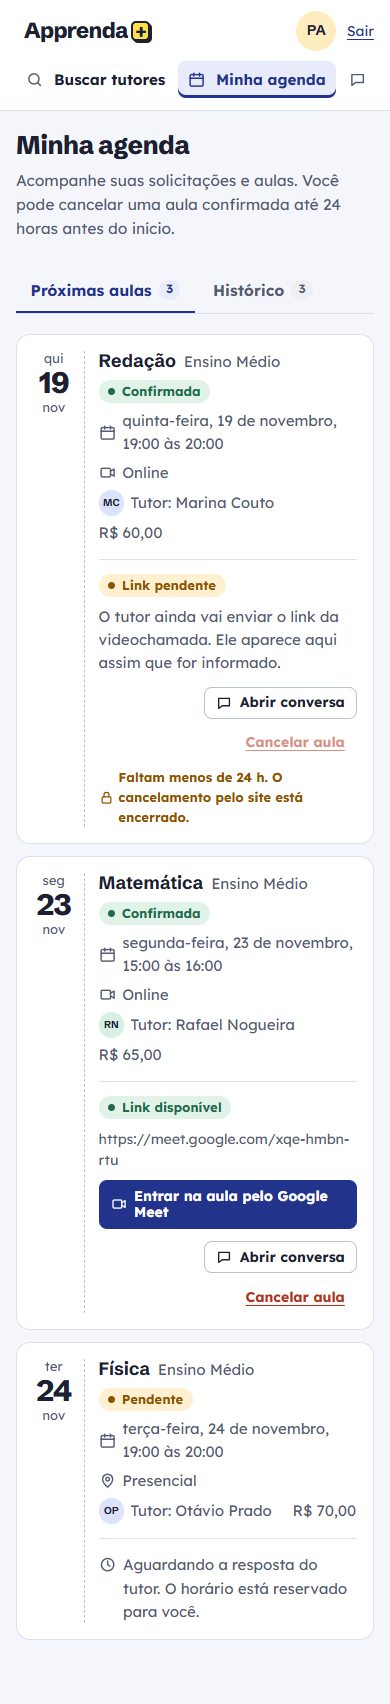 Apprenda+
PA
Sair
Buscar tutores
Minha agenda
Minha agenda
Acompanhe suas solicitações e aulas. Você
pode cancelar uma aula confirmada até 24
horas antes do início.
Próximas aulas 3
Histórico 3
qui
19
nov
Redação Ensino Médio
Confirmada
quinta-feira, 19 de novembro,
19:00 às 20:00
Online
MC Tutor: Marina Couto
R$ 60,00
Link pendente
O tutor ainda vai enviar o link da
videochamada. Ele aparece aqui
assim que for informado.
Abrir conversa
Cancelar aula
Faltam menos de 24 h. O
cancelamento pelo site está
encerrado.
seg
23
nov
Matemática Ensino Médio
Confirmada
segunda-feira, 23 de novembro,
15:00 às 16:00
Online
RN Tutor: Rafael Nogueira
R$ 65,00
Link disponível
https://meet.google.com/xqe-hmbn-
rtu
Entrar na aula pelo Google
Meet
Abrir conversa
Cancelar aula
ter
24
nov
Física Ensino Médio
Pendente
terça-feira, 24 de novembro,
19:00 às 20:00
Presencial
OP Tutor: Otávio Prado R$ 70,00
Aguardando a resposta do
tutor. O horário está reservado
para você.